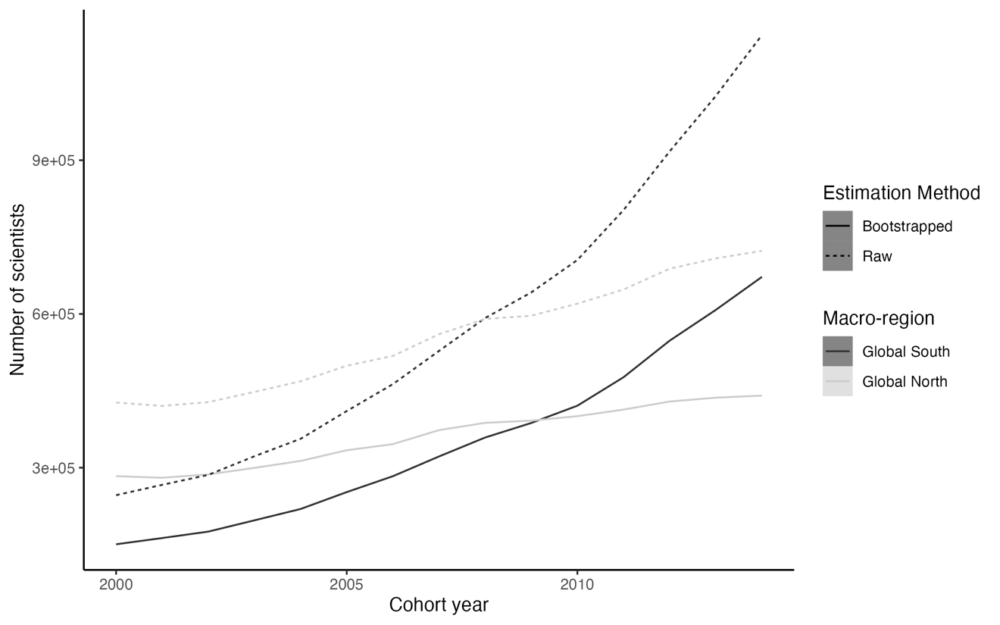 Number of scientists
9e+05
6e+05
3e+05
2000
2005
2010
Cohort year
Estimation Method
Bootstrapped
Raw
Macro-region
Global South
Global North